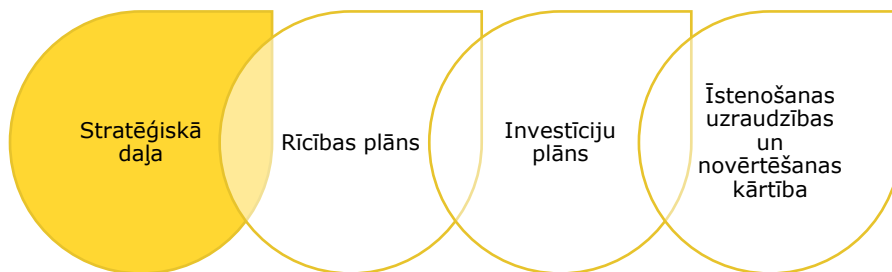 Stratēģiskā
daļa
Rīcības plāns
Investīciju
plāns
Īstenošanas
uzraudzības
un
novērtēšanas
kārtība